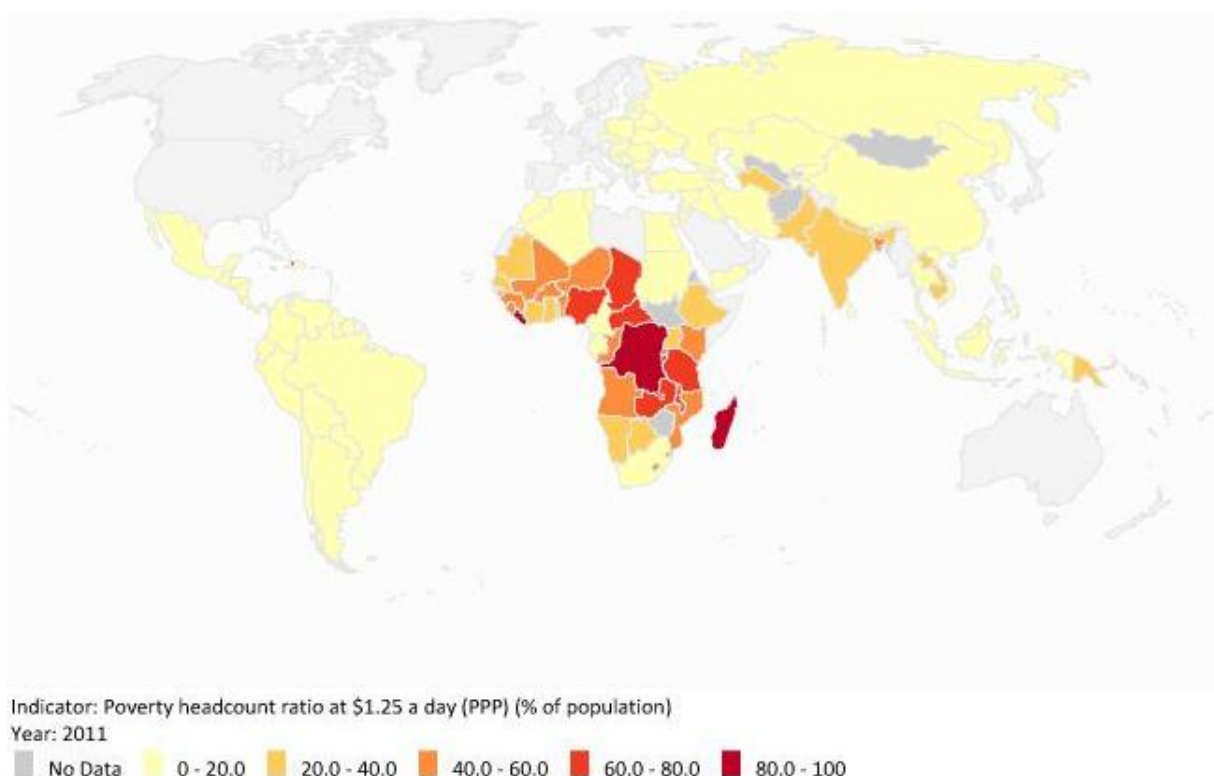 Indicator: Poverty headcount ratio at $1.25 a day (PPP) (% of population)
Year: 2011
No Data 0 - 20.0 20.0 - 40.0 40.0 - 60.0 60.0 - 80.0 80.0 - 100